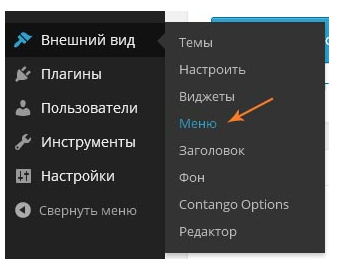 Внешний вид
Плагины
Пользователи
Инструменты
Настройки
Свернуть меню
Темы
Настроить
Виджеты
Меню
Заголовок
Фон
Contango Options
Редактор